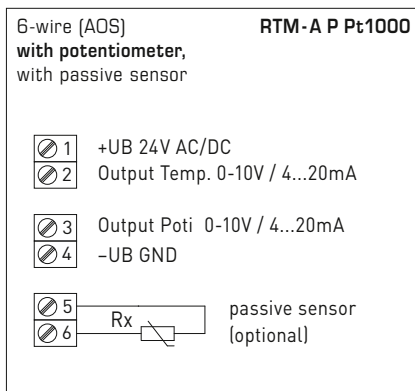 6-wire (AOS) RTM-A P Pt1000
with potentiometer,
with passive sensor
1 +UB 24V AC/DC
2 Output Temp. 0-10V / 4...20mA
3 Output Poti 0-10V / 4...20mA
4 –UB GND
5 passive sensor
Rx
6 (optional)